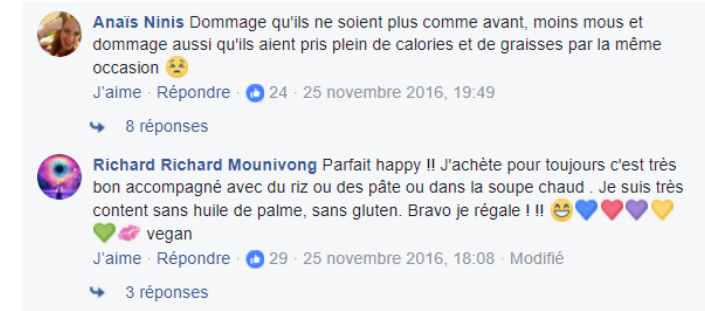 Anaïs Ninis Dommage qu'ils ne soient plus comme avant, moins mous et
dommage aussi qu'ils aient pris plein de calories et de graisses par la même
occasion 😣
J'aime · Répondre · 24 · 25 novembre 2016, 19:49
8 réponses
Richard Richard Mounivong Parfait happy !! J'achète pour toujours c'est très
bon accompagné avec du riz ou des pâte ou dans la soupe chaud . Je suis très
content sans huile de palme, sans gluten. Bravo je régale ! !! 😁💙❤️💜💛
💚💋 vegan
J'aime · Répondre · 29 · 25 novembre 2016, 18:08 · Modifié
3 réponses